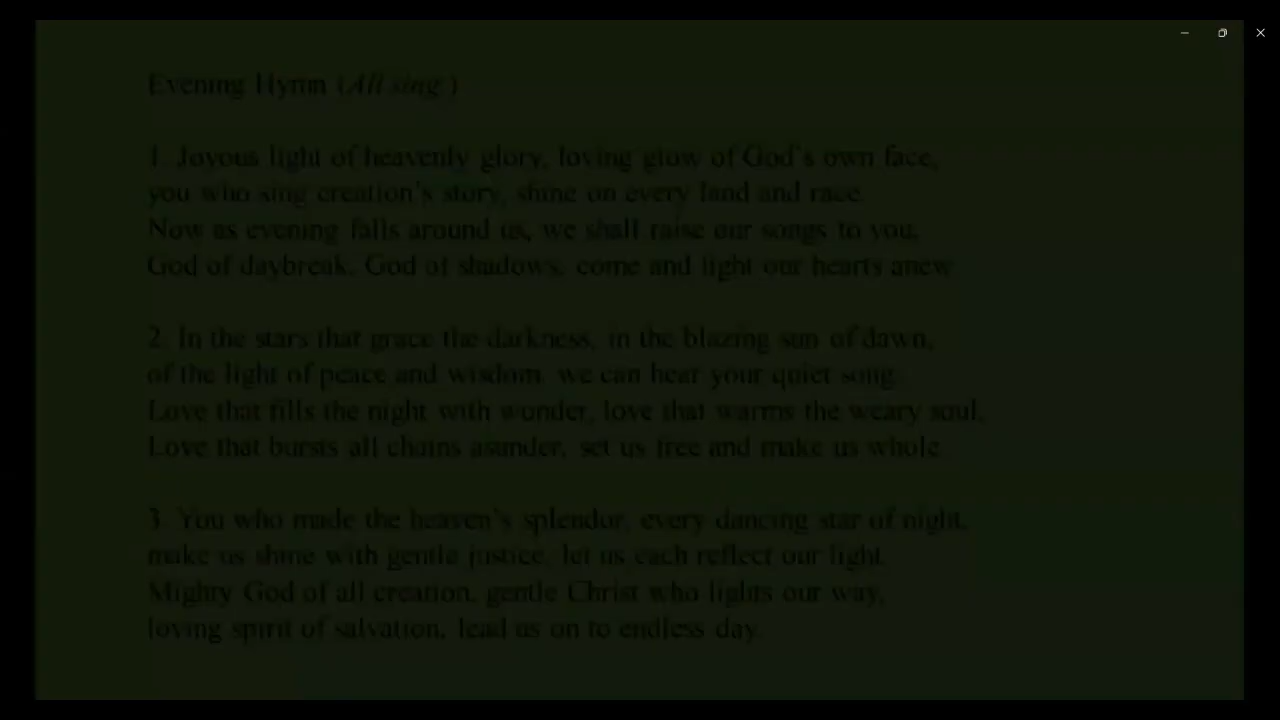 Evening Hymn (All sing.)
1. Joyous light of heavenly glory, loving glow of God's own face,
you who sing creation's story, shine on every land and race.
Now as evening falls around us, we shall raise our songs to you,
God of daybreak, God of shadows, come and light our hearts anew.
2. In the stars that grace the darkness, in the blazing sun of dawn,
of the light of peace and wisdom, we can hear your quiet song.
Love that fills the night with wonder, love that warms the weary soul,
Love that bursts all chains asunder, set us free and make us whole.
3. You who made the heaven's splendor, every dancing star of night,
make us shine with gentle justice, let us each reflect our light.
Mighty God of all creation, gentle Christ who lights our way,
loving spirit of salvation, lead us on to endless day.